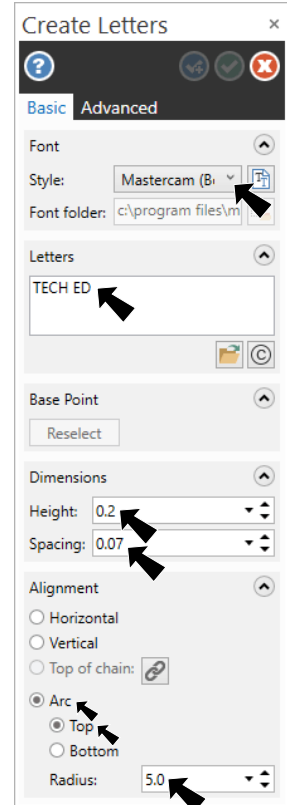 Create Letters ×
?
Basic Advanced
Font
Style: Mastercam (B
Font folder: c:\program files\m
Letters
TECH ED
©
Base Point
Reselect
Dimensions
Height: 0.2
Spacing: 0.07
Alignment
Horizontal
Vertical
Top of chain:
Arc
Top
Bottom
Radius: 5.0